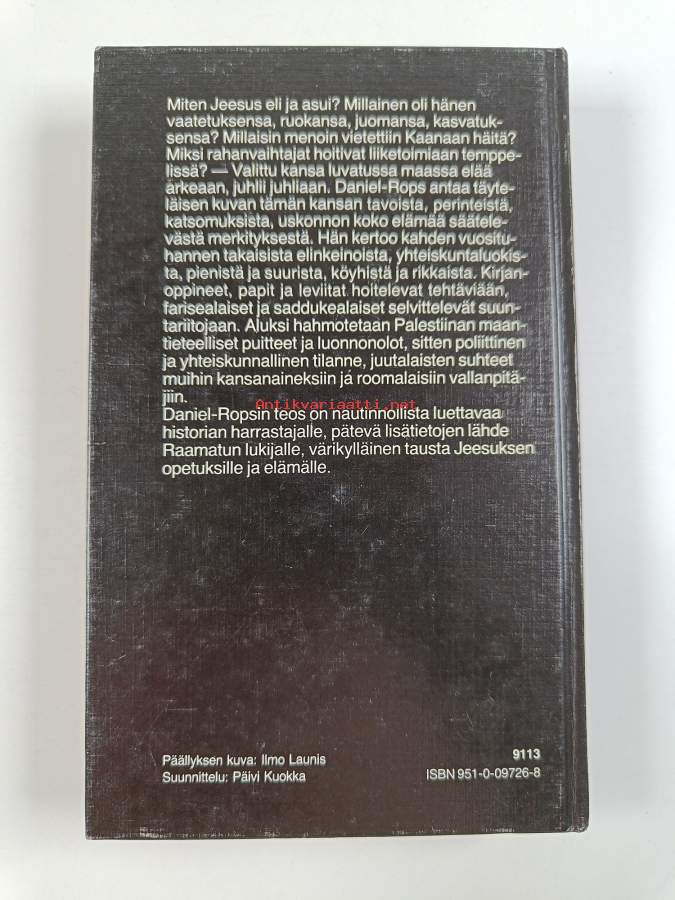 Miten Jeesus eli ja asui? Millainen oli hänen
vaatetuksensa, ruokansa, juomansa, kasvatuk-
sensa? Millaisin menoin vietettiin Kaanaan häitä?
Miksi rahanvaihtajat hoitivat liiketoimiaan temppe-
lissä? — Valittu kansa luvatussa maassa elää
arkeaan, juhlii juhliaan. Daniel-Rops antaa täyte-
läisen kuvan tämän kansan tavoista, perinteistä,
katsomuksista, uskonnon koko elämää säätele-
västä merkityksestä. Hän kertoo kahden vuositu-
hannen takaisista elinkeinoista, yhteiskuntaluokis-
ta, pienistä ja suurista, köyhistä ja rikkaista. Kirjan-
oppineet, papit ja leviitat hoitelevat tehtäviään,
farisealaiset ja saddukealaiset selvittelevät suun-
tariitojaan. Aluksi hahmotetaan Palestiinan maan-
tieteelliset puitteet ja luonnonolot, sitten poliittinen
ja yhteiskunnallinen tilanne, juutalaisten suhteet
muihin kansanaineksiin ja roomalaisiin vallanpitä-
jiin.
Antikvariaatti.com
Daniel-Ropsin teos on nautinnollista luettavaa
historian harrastajalle, pätevä lisätietojen lähde
Raamatun lukijalle, värikylläinen tausta Jeesuksen
opetuksille ja elämälle.
Päällyksen kuva: Ilmo Launis
Suunnittelu: Päivi Kuokka
9113
ISBN 951-0-09726-8